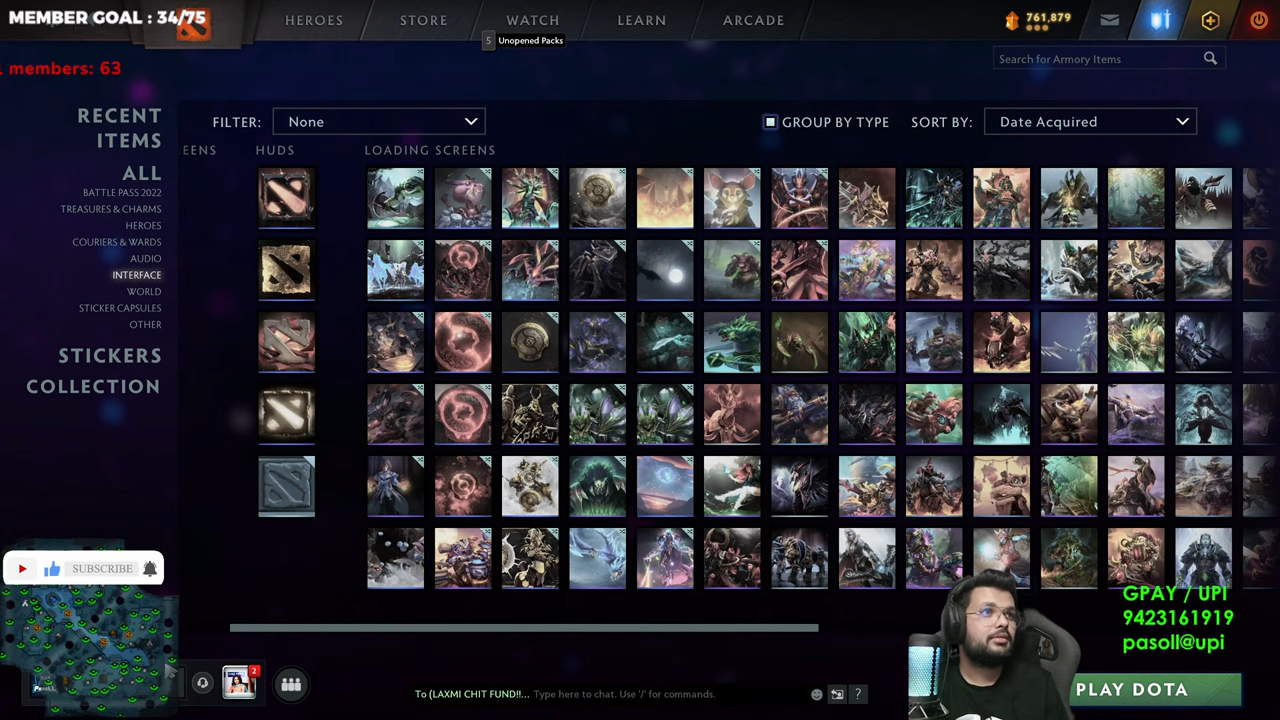 MEMBER GOAL : 34/75
HEROES
STORE
WATCH
LEARN
ARCADE
761,879
5 Unopened Packs
members: 63
Search for Armory Items
RECENT
ITEMS
ALL
BATTLE PASS 2022
TREASURES & CHARMS
HEROES
COURIERS & WARDS
AUDIO
INTERFACE
WORLD
STICKER CAPSULES
OTHER
STICKERS
COLLECTION
FILTER:
None
GROUP BY TYPE
SORT BY:
Date Acquired
EENS
HUDS
LOADING SCREENS
SUBSCRIBE
GPAY / UPI
9423161919
pasoll@upi
2
To (LAXMI CHIT FUND!!... Type here to chat. Use '/' for commands.
?
PLAY DOTA